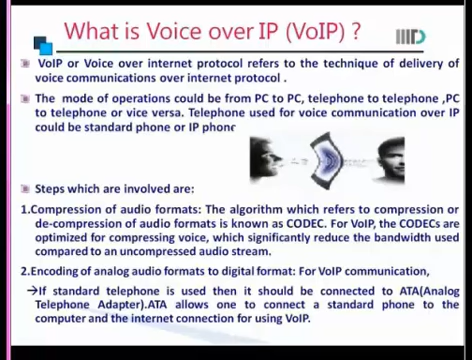 What is Voice over IP (VoIP) ?
VoIP or Voice over internet protocol refers to the technique of delivery of
voice communications over internet protocol .
The mode of operations could be from PC to PC, telephone to telephone ,PC
to telephone or vice versa. Telephone used for voice communication over IP
could be standard phone or IP phone
Steps which are involved are:
1.Compression of audio formats: The algorithm which refers to compression or
de-compression of audio formats is known as CODEC. For VoIP, the CODECs are
optimized for compressing voice, which significantly reduce the bandwidth used
compared to an uncompressed audio stream.
2.Encoding of analog audio formats to digital format: For VoIP communication,
→If standard telephone is used then it should be connected to ATA(Analog
Telephone Adapter).ATA allows one to connect a standard phone to the
computer and the internet connection for using VoIP.